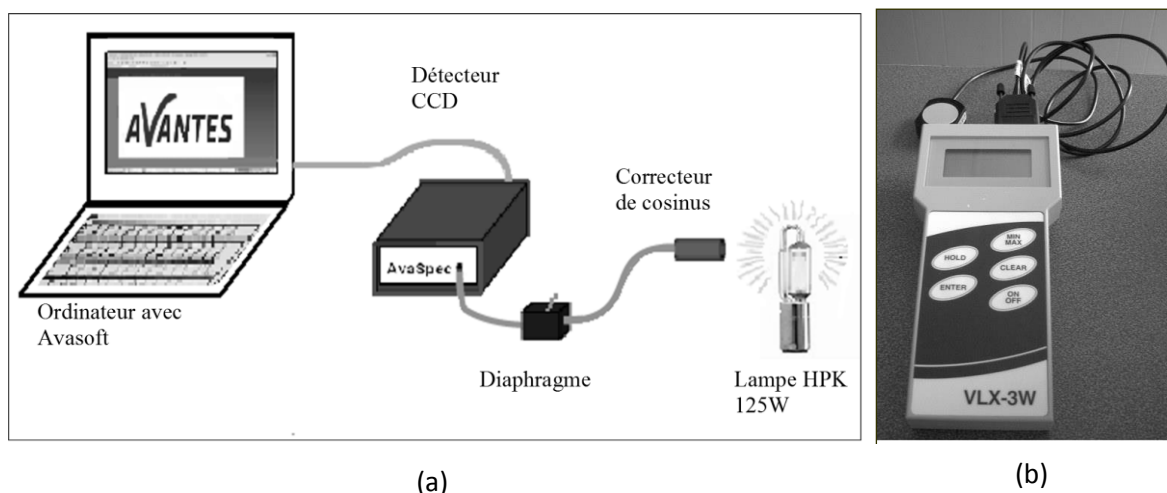 AVANTES
Détecteur
CCD
Correcteur
de cosinus
AvaSpec
Ordinateur avec
Avasoft
Diaphragme
Lampe HPK
125W
(a)
MIN
MAX
HOLD
CLEAR
ENTER
ON
OFF
VLX-3W
(b)